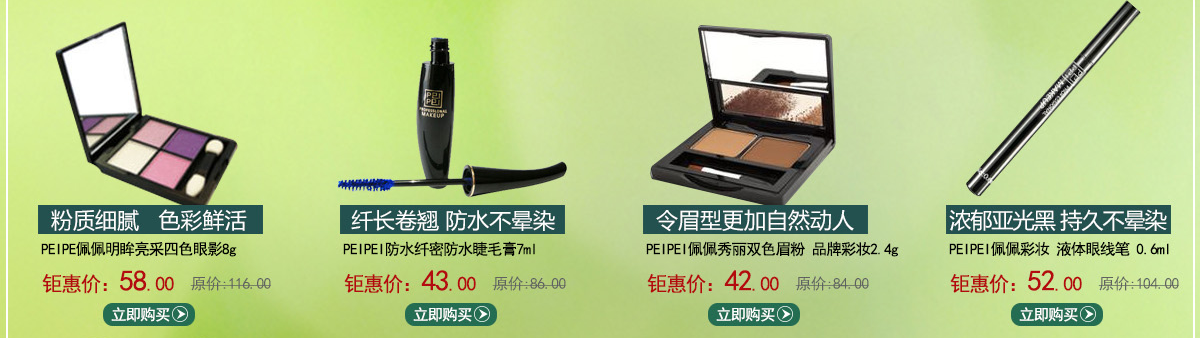 PEI
PEI
PROFESSIONAL
MAKEUP
粉质细腻 色彩鲜活
PEIPE佩佩明眸亮采四色眼影8g
钜惠价：58.00 原价:116.00
立即购买
纤长卷翘 防水不晕染
PEIPEI防水纤密防水睫毛膏7ml
钜惠价：43.00 原价:86.00
立即购买
令眉型更加自然动人
PEIPEI佩佩秀丽双色眉粉 品牌彩妆2.4g
钜惠价：42.00 原价:84.00
立即购买
浓郁亚光黑 持久不晕染
PEIPEI佩佩彩妆 液体眼线笔 0.6ml
钜惠价：52.00 原价:104.00
立即购买